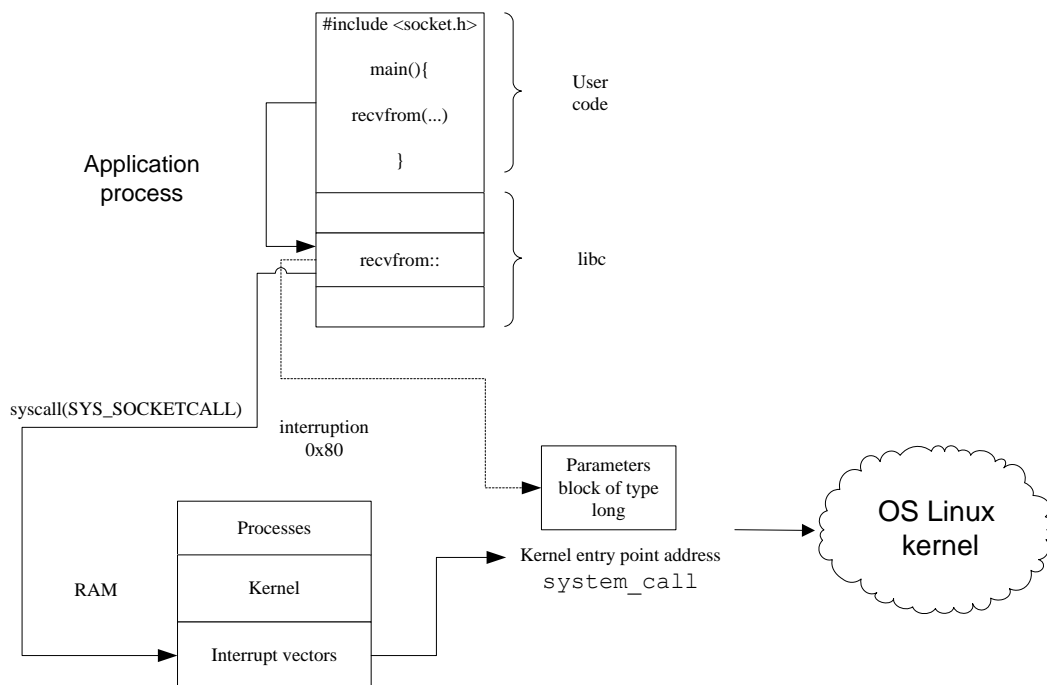 #include <socket.h>
main(){
recvfrom(...)
}
User
code
Application
process
recvfrom::
libc
syscall(SYS_SOCKETCALL)
interruption
0x80
Parameters
block of type
long
OS Linux
kernel
Processes
Kernel entry point address
system_call
RAM
Kernel
Interrupt vectors